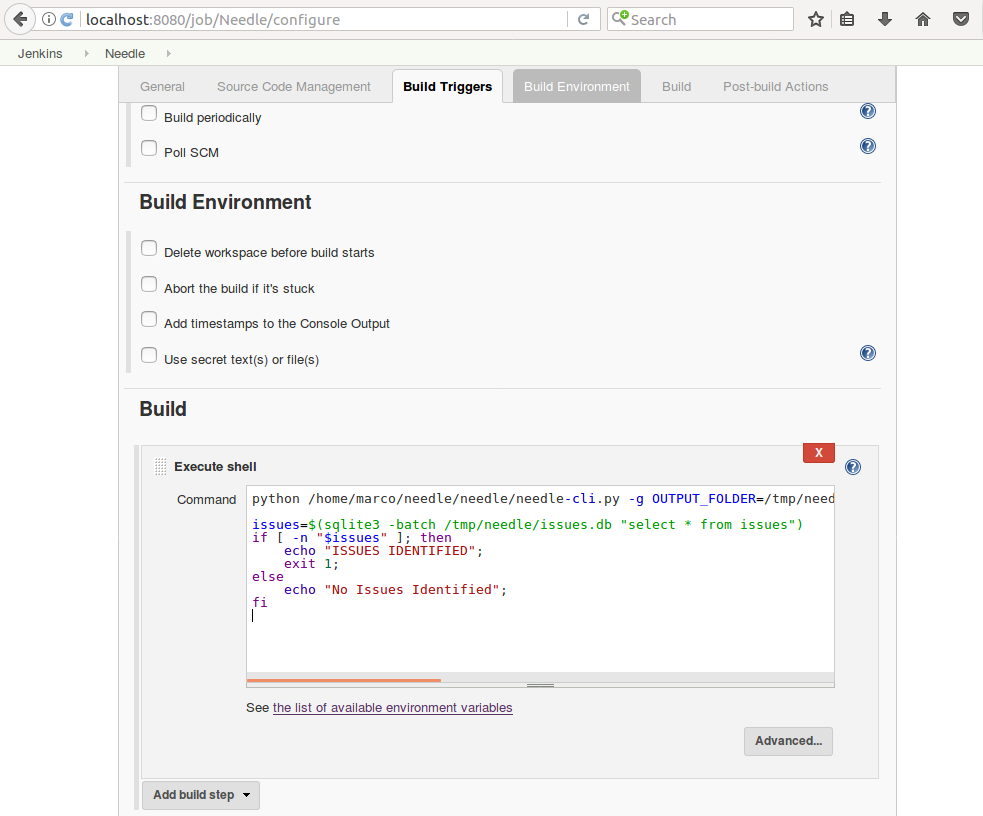 localhost:8080/job/Needle/configure
Search
Jenkins
Needle
General
Source Code Management
Build Triggers
Build Environment
Build
Post-build Actions
Build periodically
Poll SCM
Build Environment
Delete workspace before build starts
Abort the build if it's stuck
Add timestamps to the Console Output
Use secret text(s) or file(s)
Build
X
Execute shell
Command
python /home/marco/needle/needle/needle-cli.py -g OUTPUT_FOLDER=/tmp/need
issues=$(sqlite3 -batch /tmp/needle/issues.db "select * from issues")
if [ -n "$issues" ]; then
    echo "ISSUES IDENTIFIED";
    exit 1;
else
    echo "No Issues Identified";
fi
See the list of available environment variables
Advanced...
Add build step